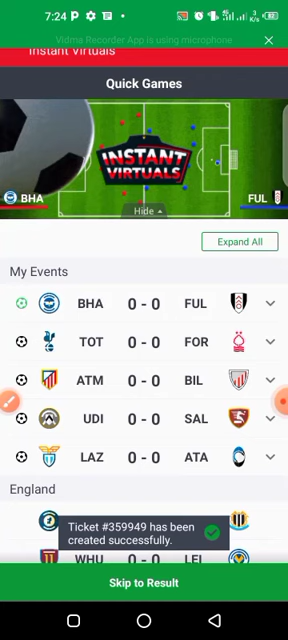 7:24
Vidma Recorder App is using microphone
Instant Virtuals
Quick Games
INSTANT
VIRTUALS
BHA
FUL
Hide
Expand All
My Events
BHA 0 - 0 FUL
TOT 0 - 0 FOR
ATM 0 - 0 BIL
UDI 0 - 0 SAL
LAZ 0 - 0 ATA
England
Ticket #359949 has been
created successfully.
WHU 0 - 0 LEI
Skip to Result